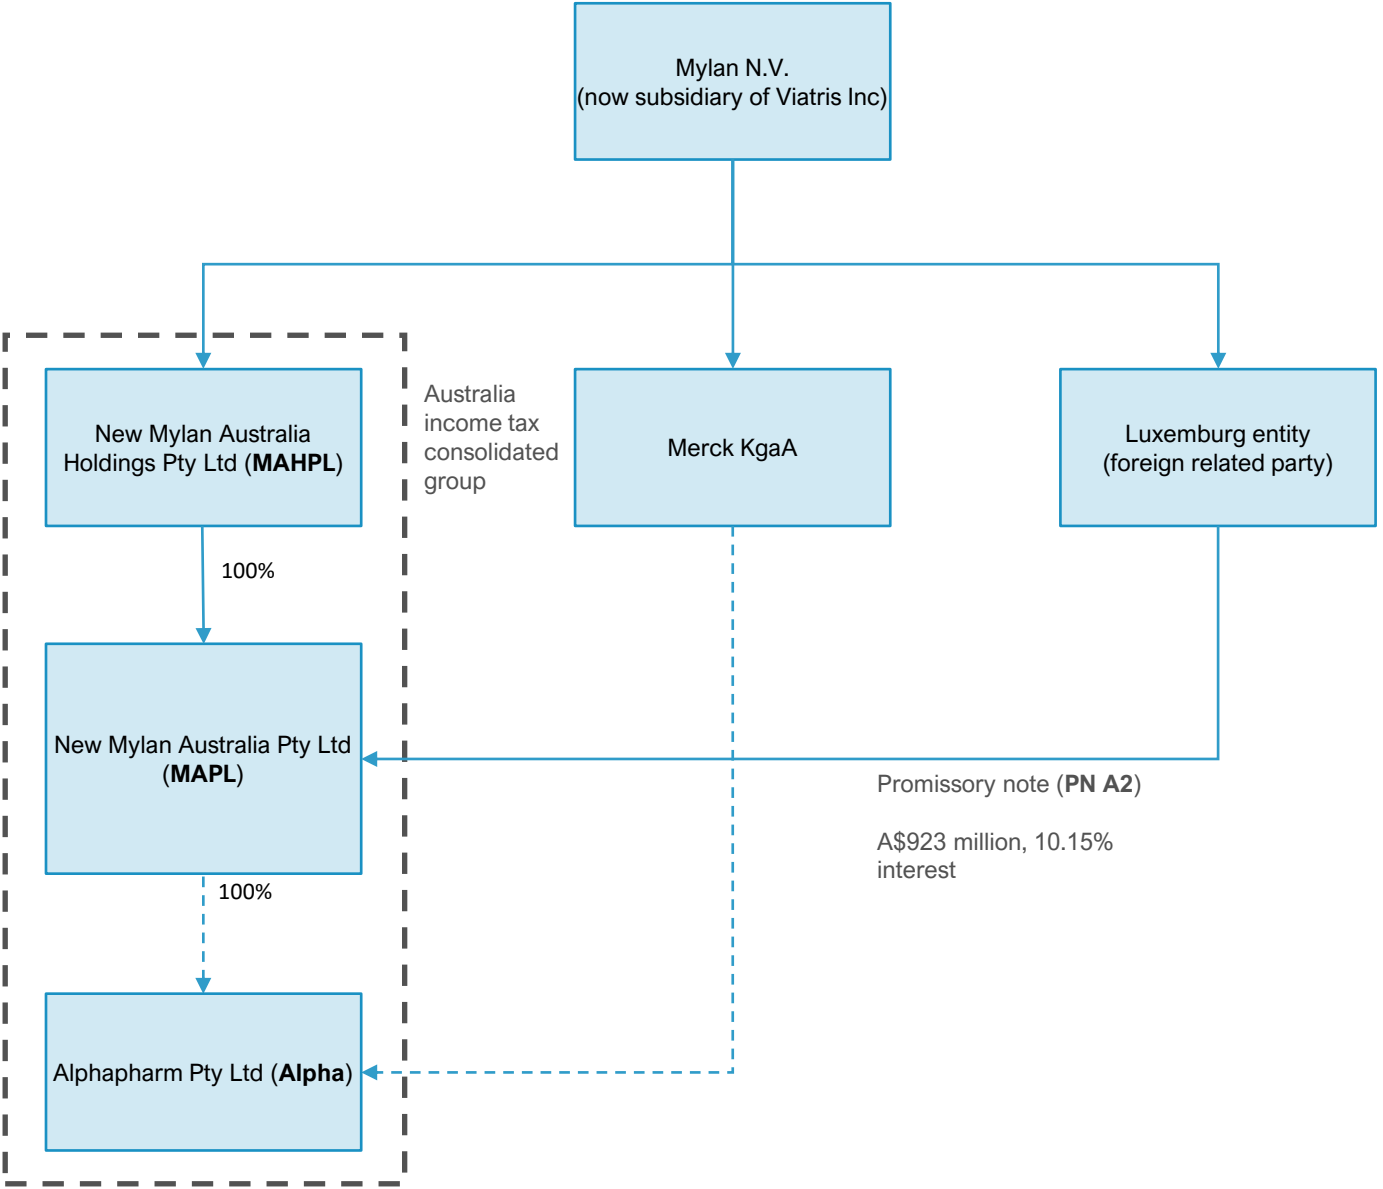 Mylan N.V.
(now subsidiary of Viatris Inc)
New Mylan Australia
Holdings Pty Ltd (MAHPL)
Australia
income tax
consolidated
group
Merck KgaA
Luxemburg entity
(foreign related party)
100%
New Mylan Australia Pty Ltd
(MAPL)
Promissory note (PN A2)
A$923 million, 10.15%
interest
100%
Alphapharm Pty Ltd (Alpha)